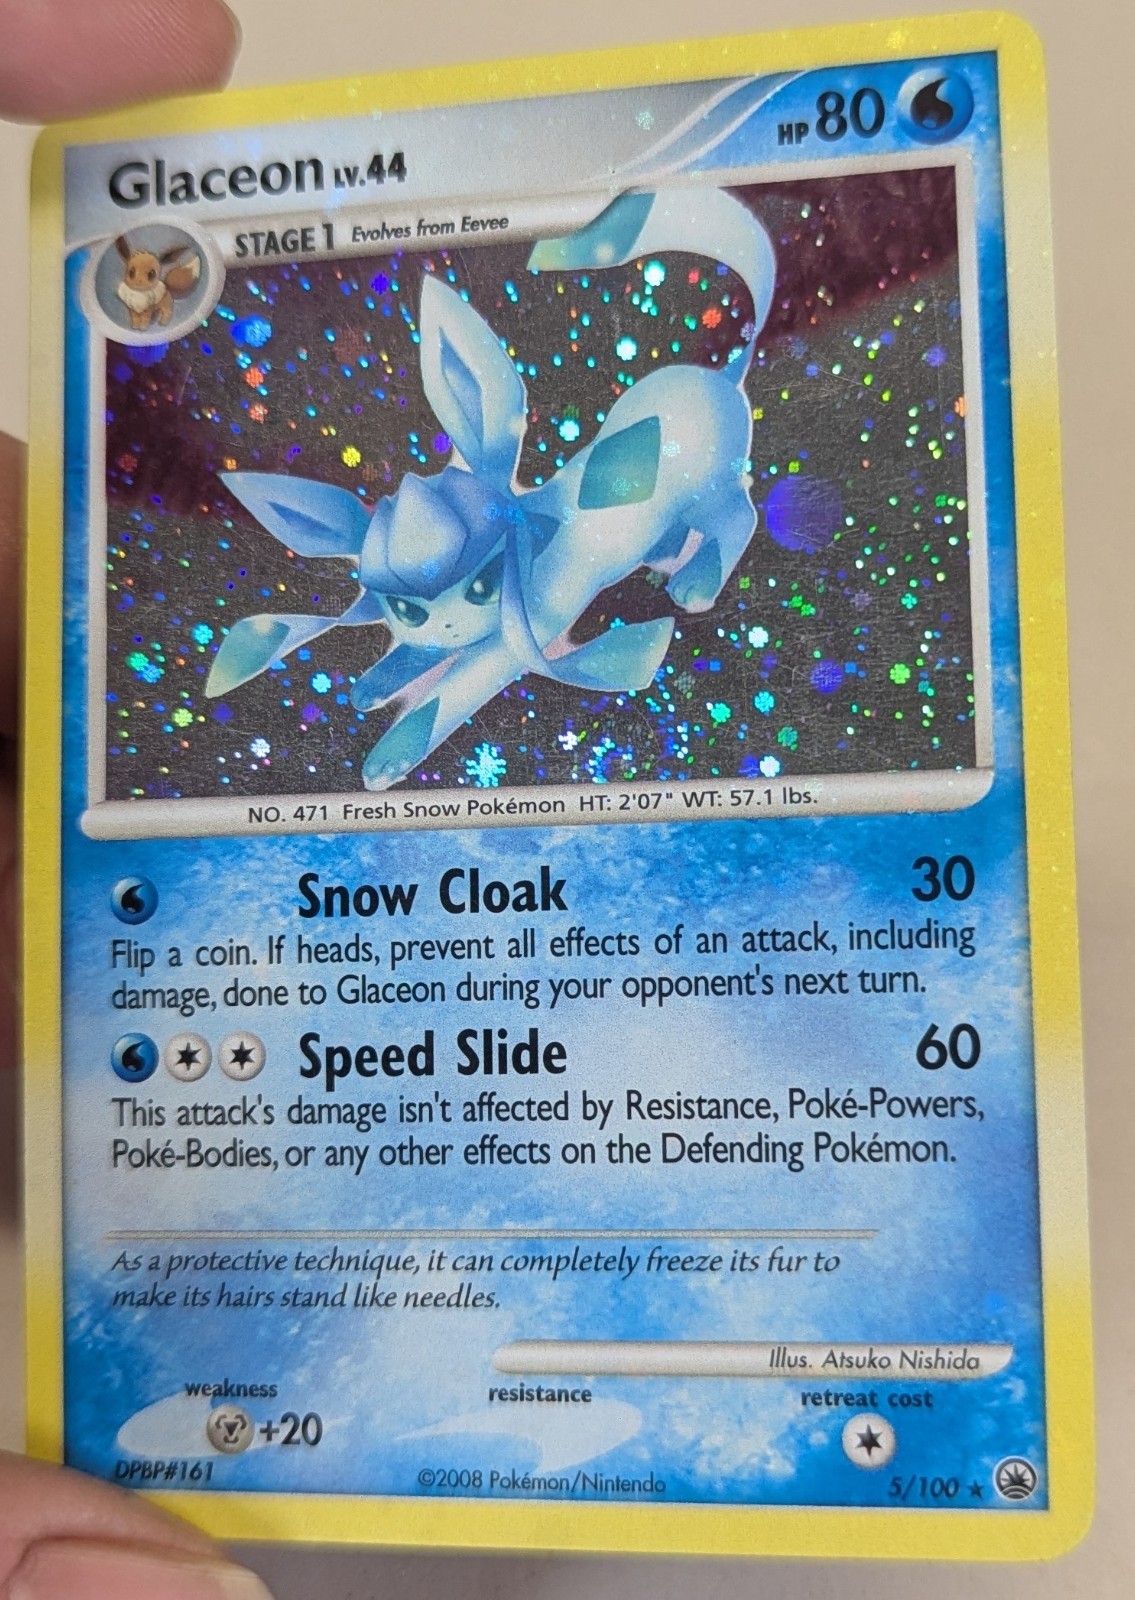 Glaceon LV.44
HP 80
STAGE 1 Evolves from Eevee
NO. 471 Fresh Snow Pokémon HT: 2'07" WT: 57.1 lbs.
Snow Cloak 30
Flip a coin. If heads, prevent all effects of an attack, including
damage, done to Glaceon during your opponent's next turn.
Speed Slide 60
This attack's damage isn't affected by Resistance, Poké-Powers,
Poké-Bodies, or any other effects on the Defending Pokémon.
As a protective technique, it can completely freeze its fur to
make its hairs stand like needles.
Illus. Atsuko Nishida
weakness resistance retreat cost
+20
DPBP#161 ©2008 Pokémon/Nintendo 5/100 ★